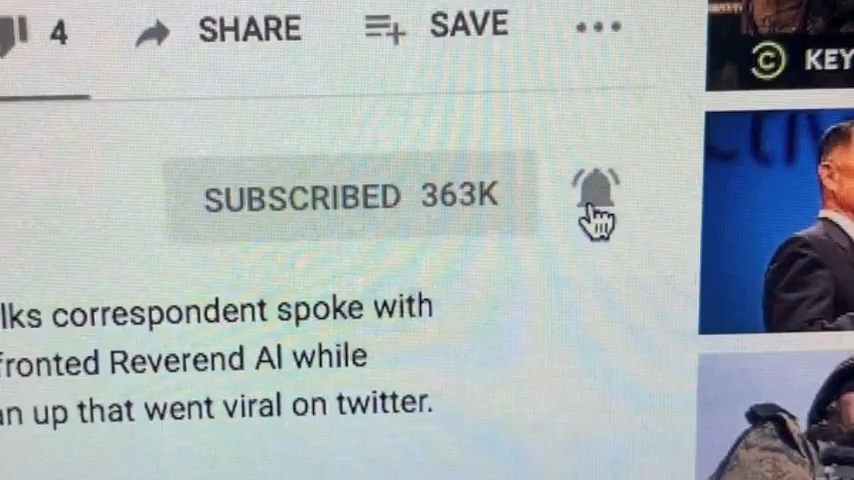 4 SHARE SAVE
KEY
SUBSCRIBED 363K
lks correspondent spoke with
fronted Reverend Al while
an up that went viral on twitter.